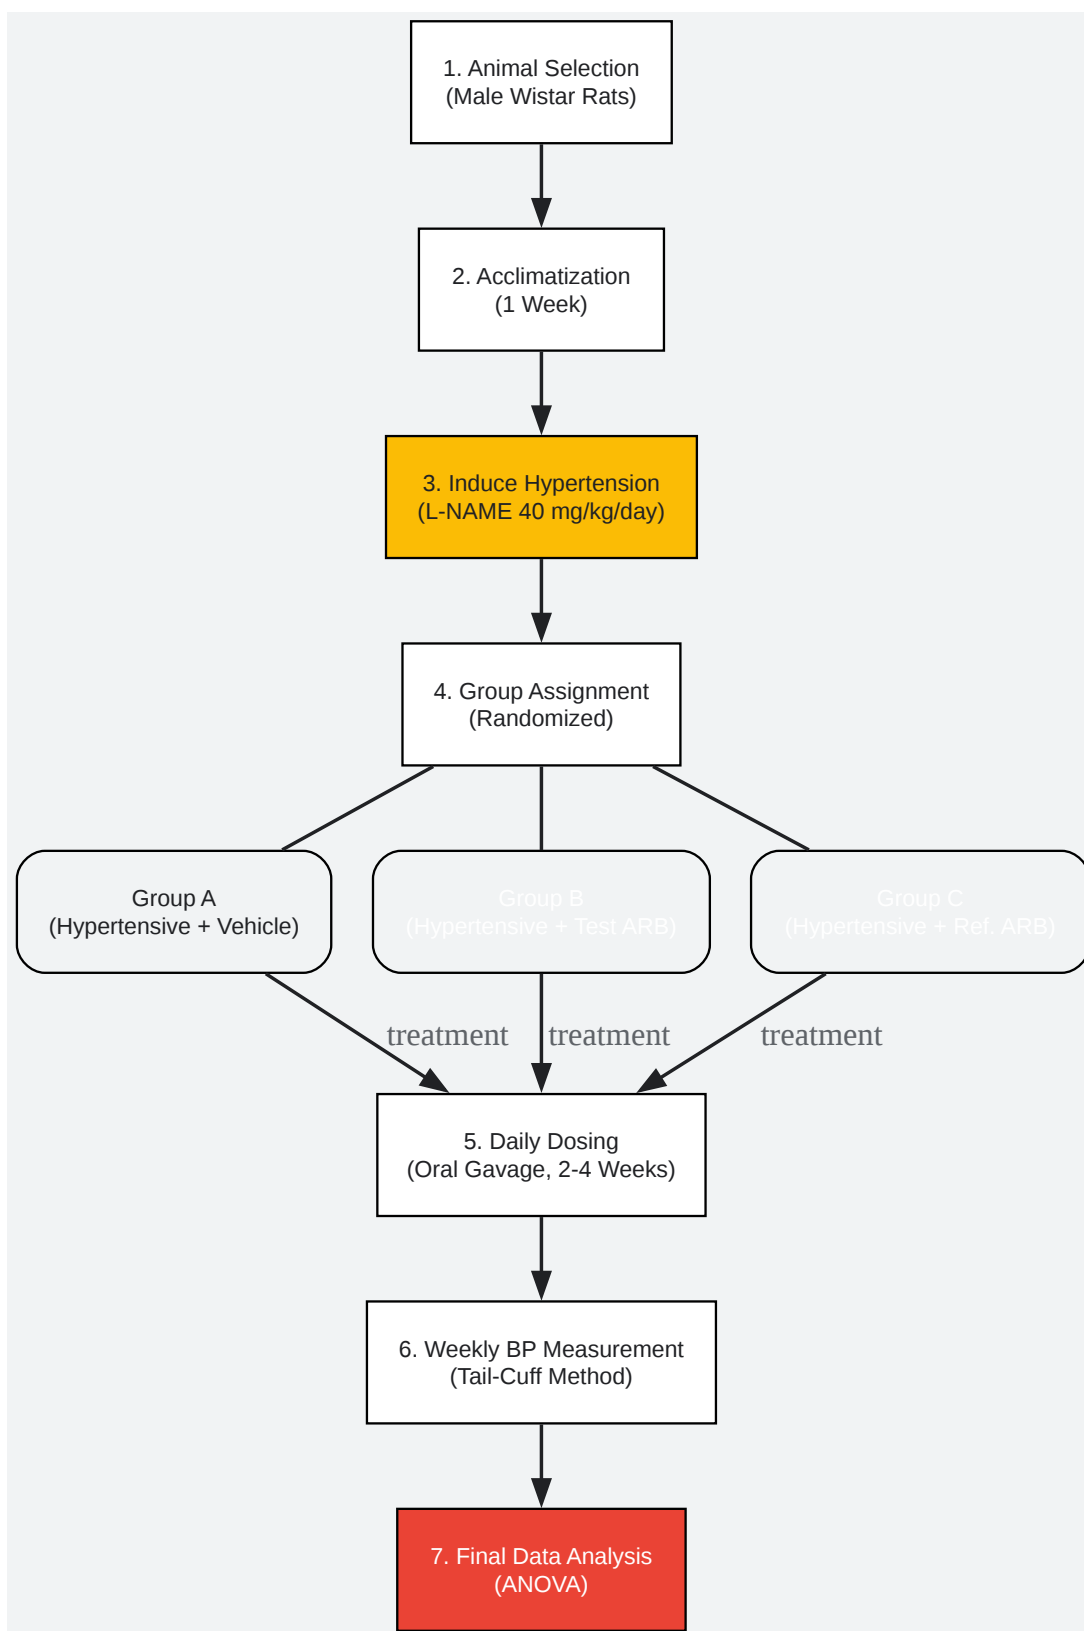 1. Animal Selection
(Male Wistar Rats)
2. Acclimatization
(1 Week)
3. Induce Hypertension
(L-NAME 40 mg/kg/day)
4. Group Assignment
(Randomized)
Group A
(Hypertensive + Vehicle)
Group B
(Hypertensive + Test ARB)
Group C
(Hypertensive + Ref. ARB)
treatment
treatment
treatment
5. Daily Dosing
(Oral Gavage, 2-4 Weeks)
6. Weekly BP Measurement
(Tail-Cuff Method)
7. Final Data Analysis
(ANOVA)